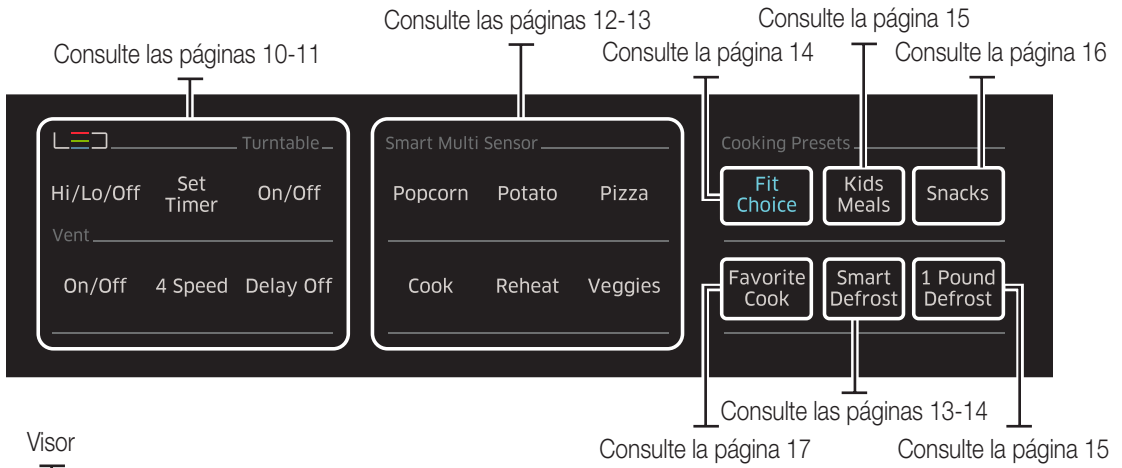 Consulte las páginas 12-13
Consulte la página 15
Consulte las páginas 10-11
Consulte la página 14
Consulte la página 16
LED
Turntable
Hi/Lo/Off
Set
Timer
On/Off
Vent
On/Off
4 Speed
Delay Off
Smart Multi Sensor
Popcorn
Potato
Pizza
Cook
Reheat
Veggies
Cooking Presets
Fit
Choice
Kids
Meals
Snacks
Favorite
Cook
Smart
Defrost
1 Pound
Defrost
Consulte las páginas 13-14
Consulte la página 17
Consulte la página 15
Visor